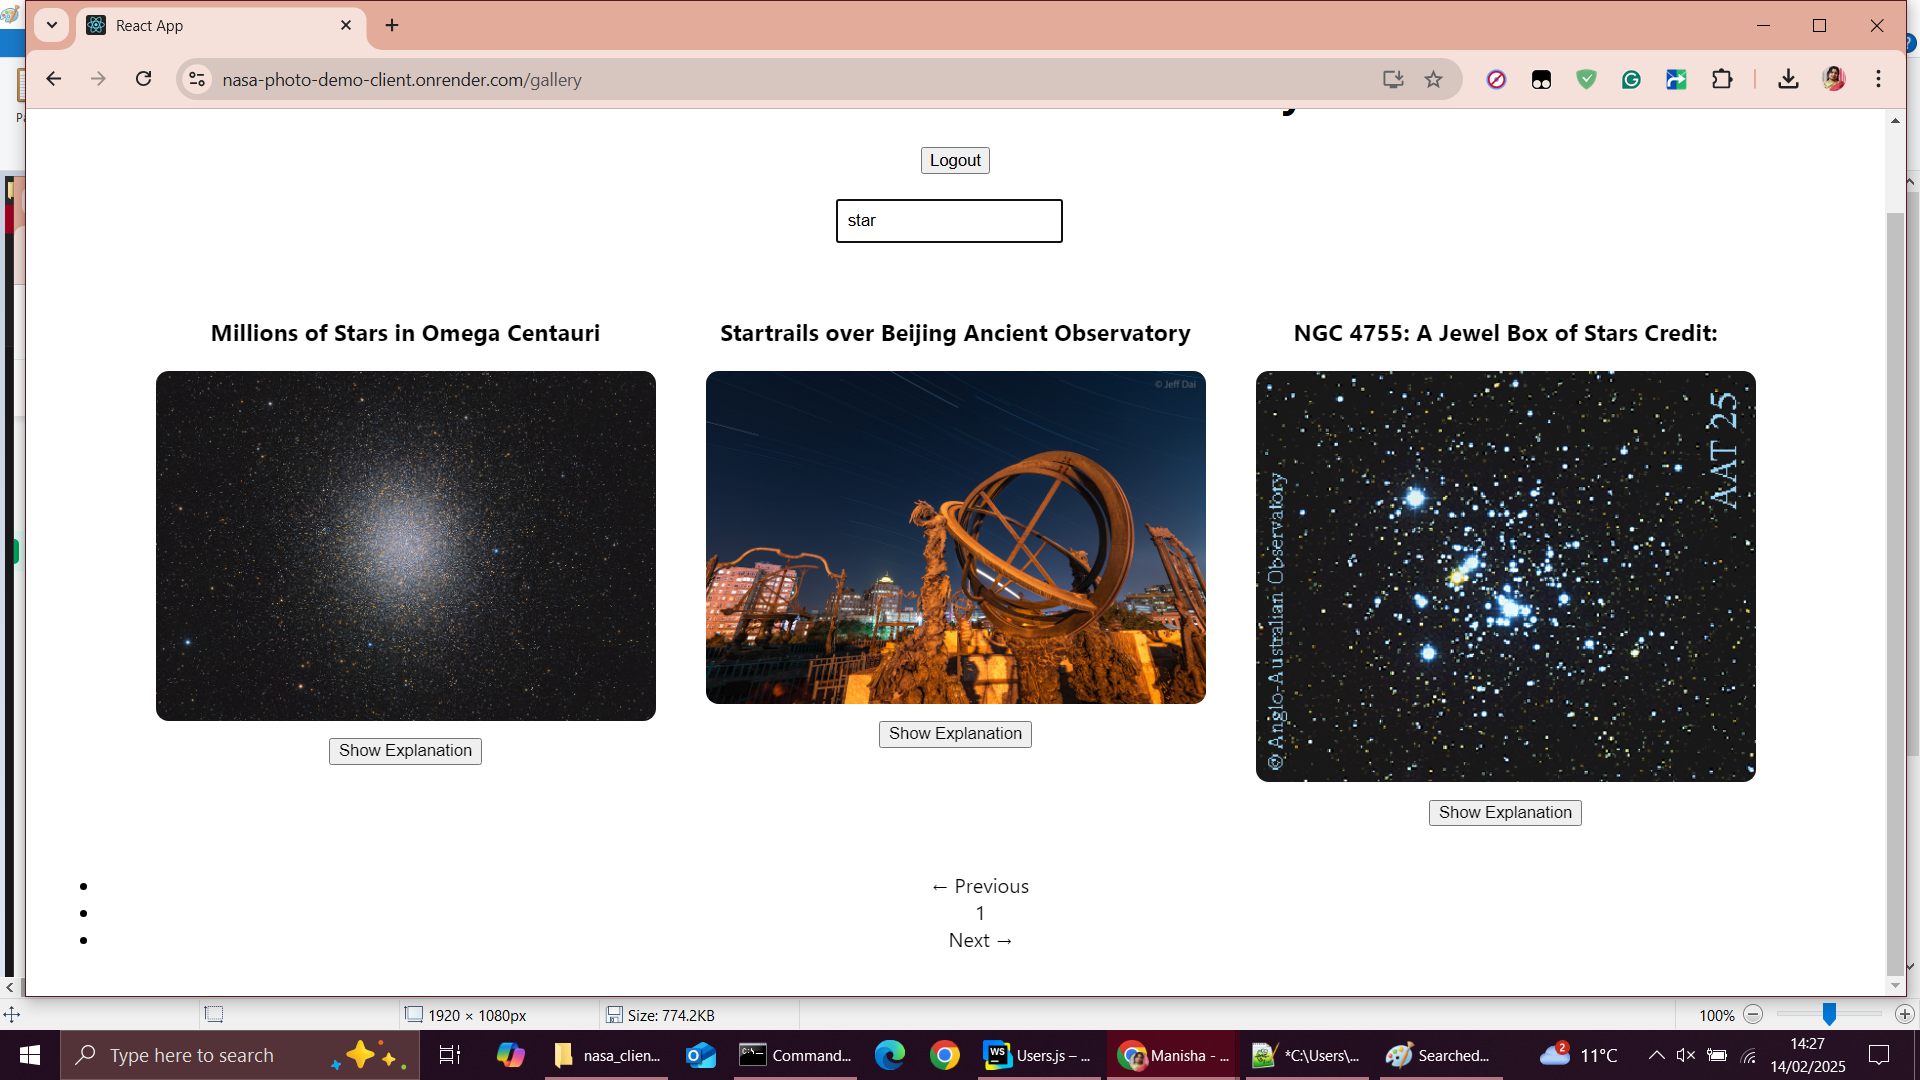 React App
nasa-photo-demo-client.onrender.com/gallery
Logout
star
Millions of Stars in Omega Centauri
Startrails over Beijing Ancient Observatory
NGC 4755: A Jewel Box of Stars Credit:
© Jeff Dai
© Anglo-Australian Observatory
AAT 25
Show Explanation
Show Explanation
Show Explanation
← Previous
1
Next →
1920 × 1080px
Size: 774.2KB
100%
Type here to search
nasa_clien...
Command...
Users.js – ...
Manisha - ...
*C:\Users\...
Searched...
2
11°C
14:27
14/02/2025